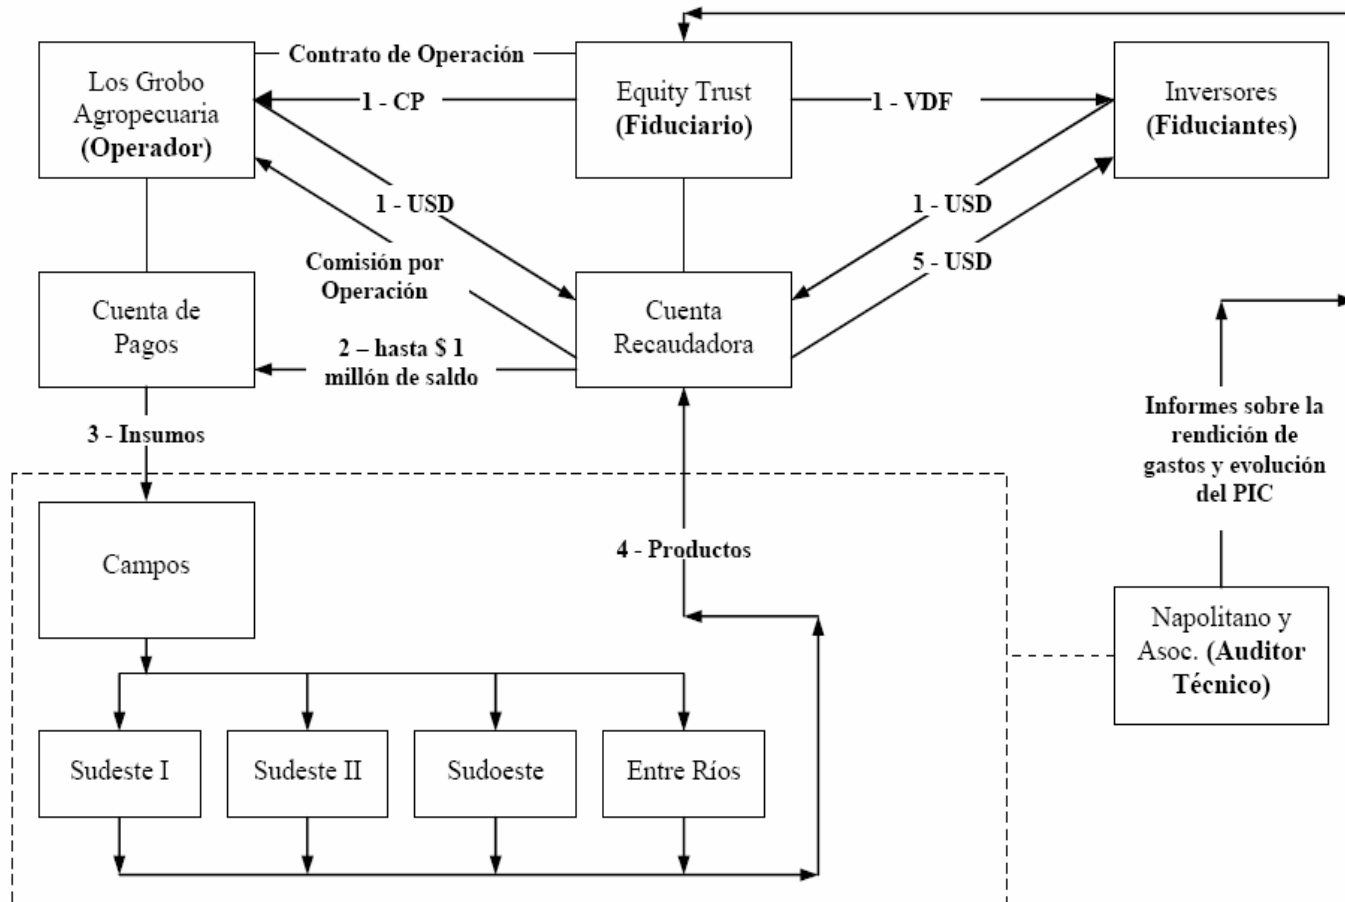 Contrato de Operación
Los Grobo
Agropecuaria
(Operador)
1 - CP
Equity Trust
(Fiduciario)
1 - VDF
Inversores
(Fiduciantes)
1 - USD
1 - USD
Comisión por
Operación
5 - USD
Cuenta de
Pagos
2 – hasta $ 1
millón de saldo
Cuenta
Recaudadora
3 - Insumos
Informes sobre la
rendición de
gastos y evolución
del PIC
Campos
4 - Productos
Napolitano y
Asoc. (Auditor
Técnico)
Sudeste I
Sudeste II
Sudoeste
Entre Ríos